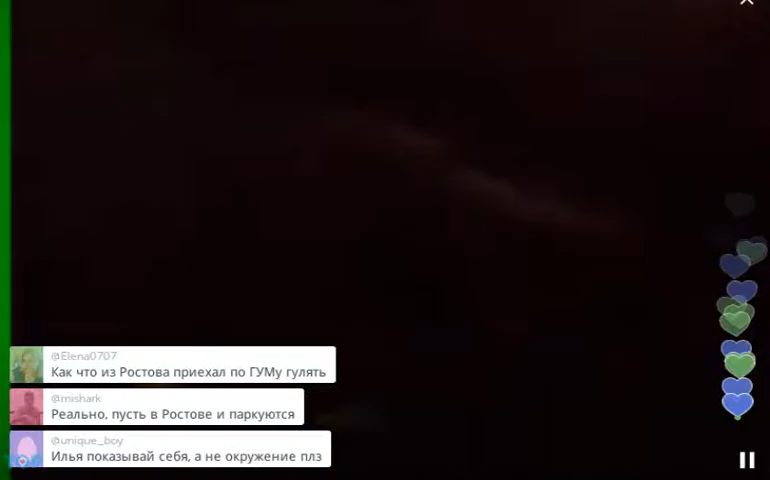 @Elena0707
Как что из Ростова приехал по ГУМу гулять
@mishark
Реально, пусть в Ростове и паркуются
@unique_boy
Илья показывай себя, а не окружение плз